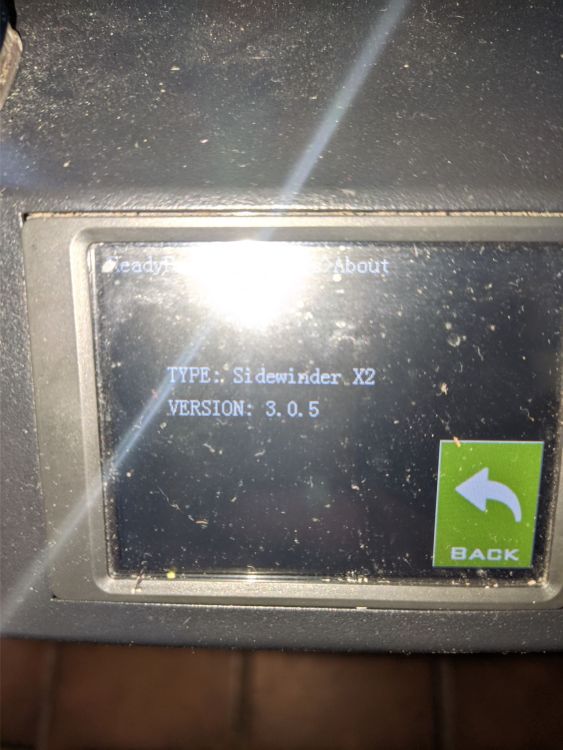 About
TYPE: Sidewinder X2
VERSION: 3.0.5
BACK